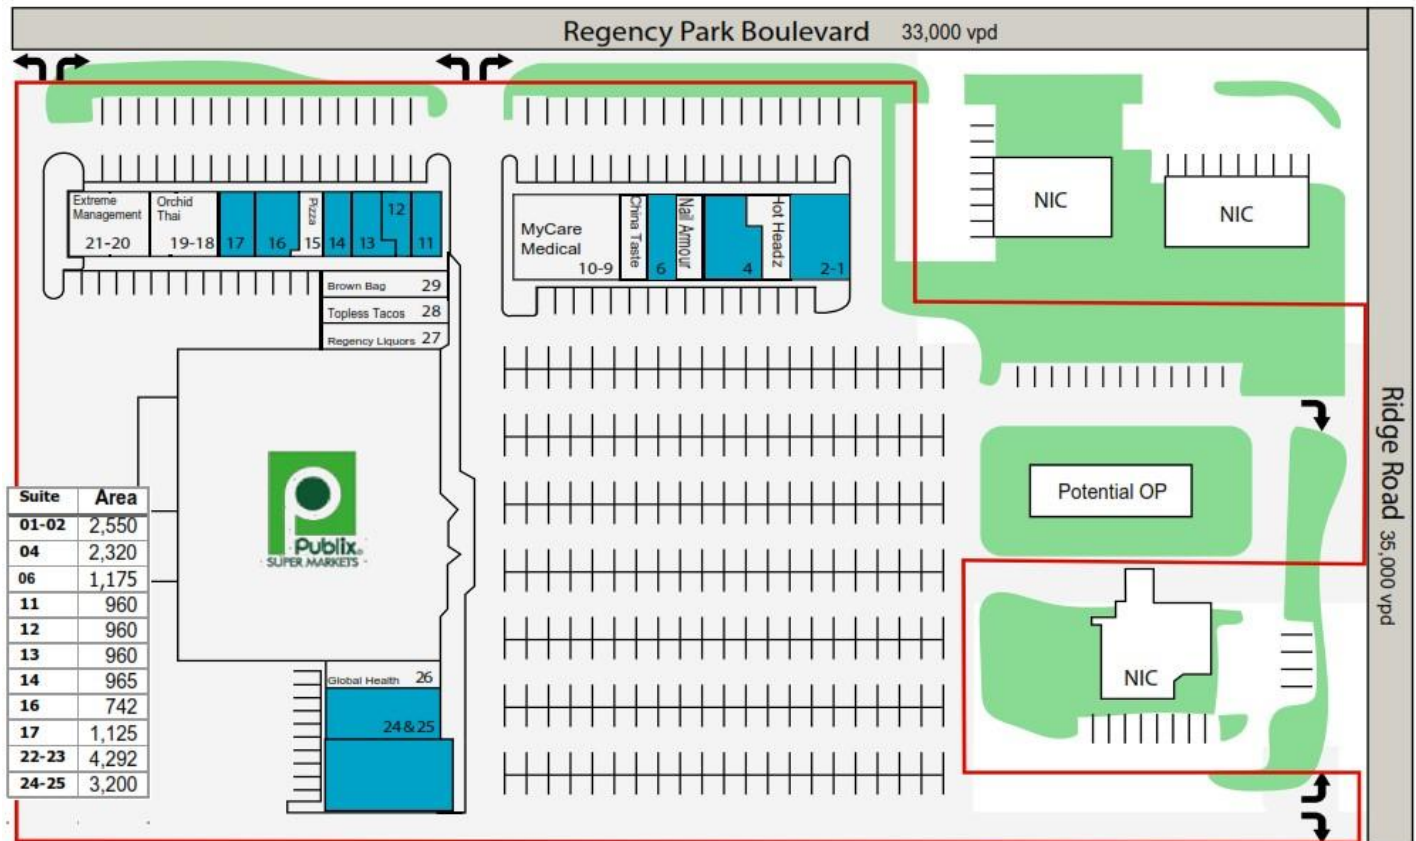 Regency Park Boulevard 33,000 vpd
Extreme
Management
21-20
Orchid
Thai
19-18
17
16
Pizza
15
14
13
12
11
MyCare
Medical
10-9
China Taste
6
Nail Armour
4
Hot Headz
2-1
NIC
NIC
Brown Bag 29
Topless Tacos 28
Regency Liquors 27
Ridge Road 35,000 vpd
Potential OP
Publix.
SUPER MARKETS
NIC
Global Health 26
24&25
Suite Area
01-02 2,550
04 2,320
06 1,175
11 960
12 960
13 960
14 965
16 742
17 1,125
22-23 4,292
24-25 3,200